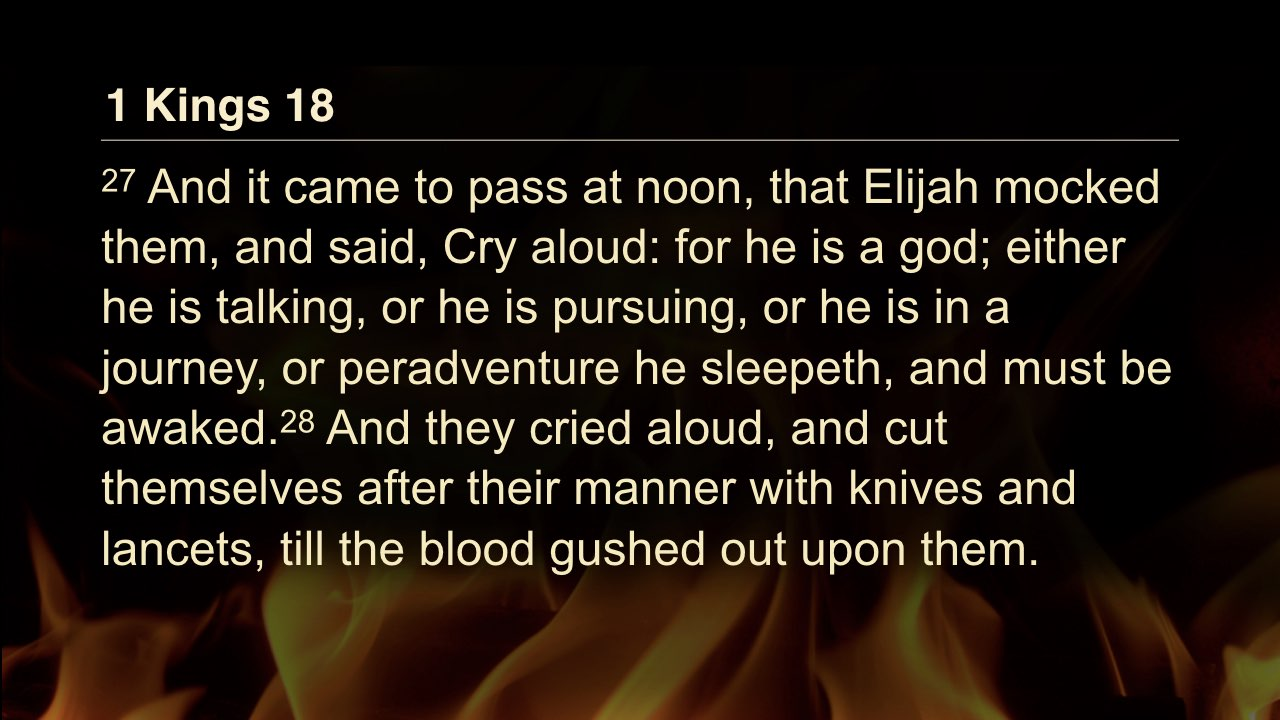 1 Kings 18
27 And it came to pass at noon, that Elijah mocked
them, and said, Cry aloud: for he is a god; either
he is talking, or he is pursuing, or he is in a
journey, or peradventure he sleepeth, and must be
awaked.28 And they cried aloud, and cut
themselves after their manner with knives and
lancets, till the blood gushed out upon them.